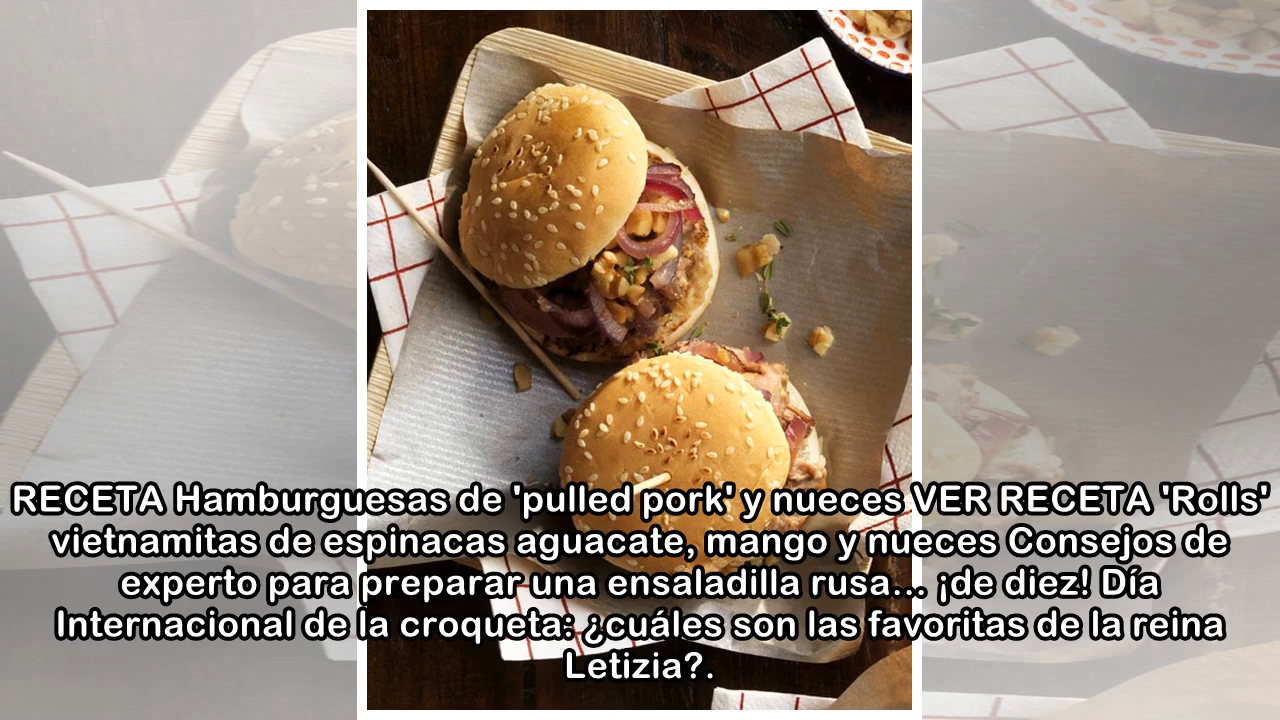 RECETA Hamburguesas de 'pulled pork' y nueces VER RECETA 'Rolls'
vietnamitas de espinacas aguacate, mango y nueces Consejos de
experto para preparar una ensaladilla rusa... ¡de diez! Día
Internacional de la croqueta: ¿cuáles son las favoritas de la reina
Letizia?.